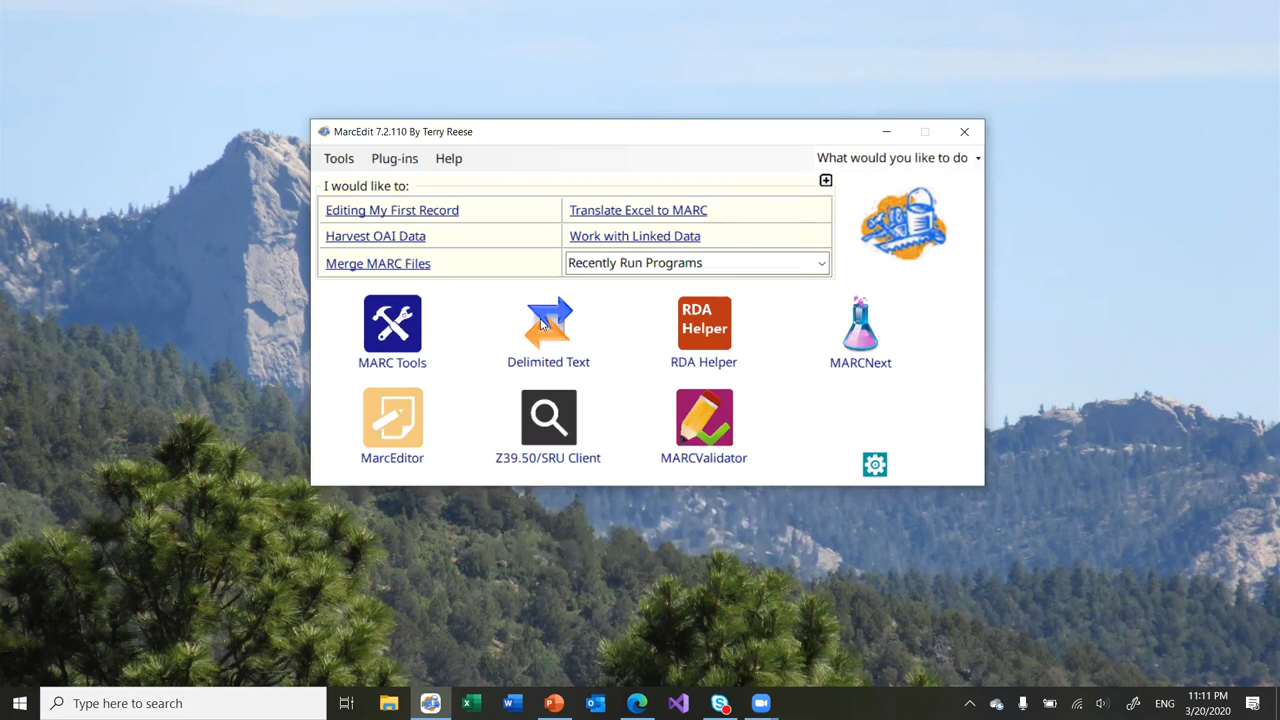 MarcEdit 7.2.110 By Terry Reese
Tools Plug-ins Help What would you like to do
I would like to:
Editing My First Record Translate Excel to MARC
Harvest OAI Data Work with Linked Data
Merge MARC Files Recently Run Programs
RDA
Helper
MARC Tools Delimited Text RDA Helper MARCNext
MarcEditor Z39.50/SRU Client MARCValidator
Type here to search
ENG
11:11 PM
3/20/2020